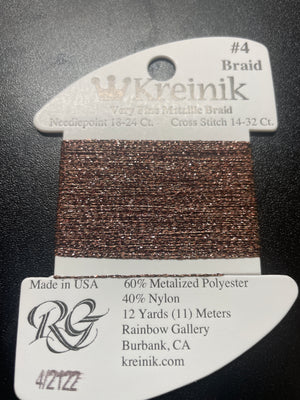 #4
Braid
Kreinik
Very Fine Metallic Braid
Needlepoint 18-24 Ct. Cross Stitch 14-32 Ct.
Made in USA
60% Metalized Polyester
40% Nylon
12 Yards (11) Meters
Rainbow Gallery
Burbank, CA
kreinik.com
RG
4/2122